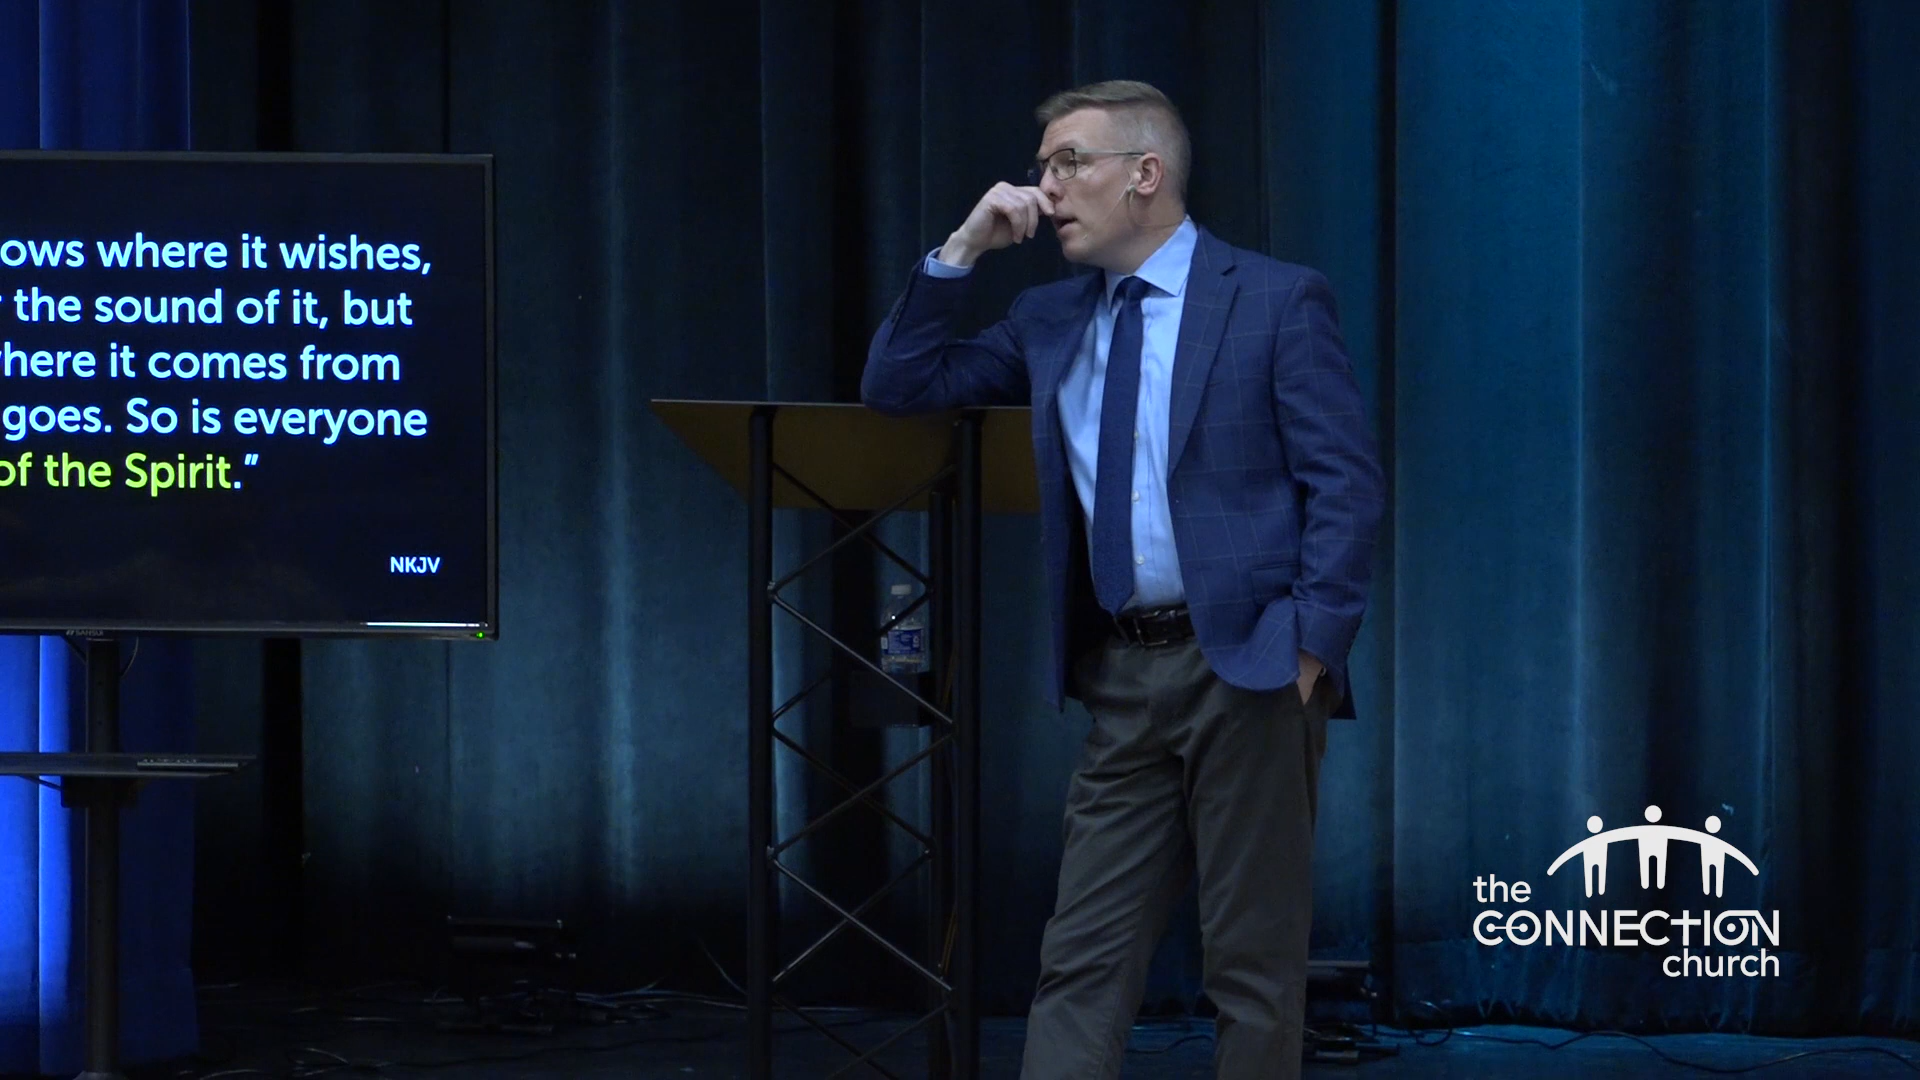 ows where it wishes,
the sound of it, but
here it comes from
goes. So is everyone
of the Spirit."
NKJV
SANSUI
the
CONNECTION
church